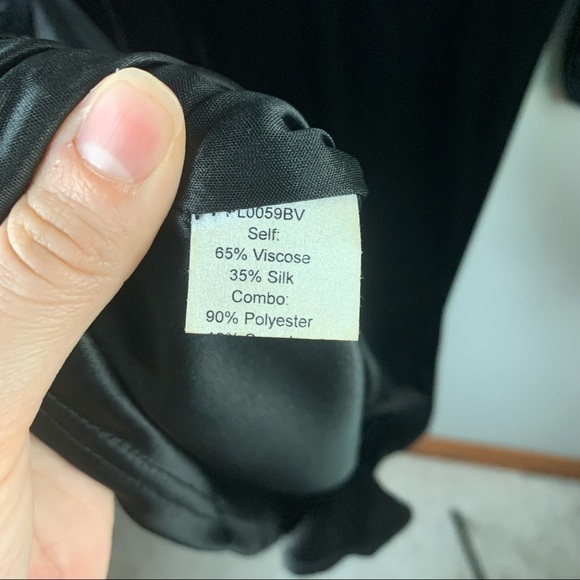 L0059BV
Self:
65% Viscose
35% Silk
Combo:
90% Polyester